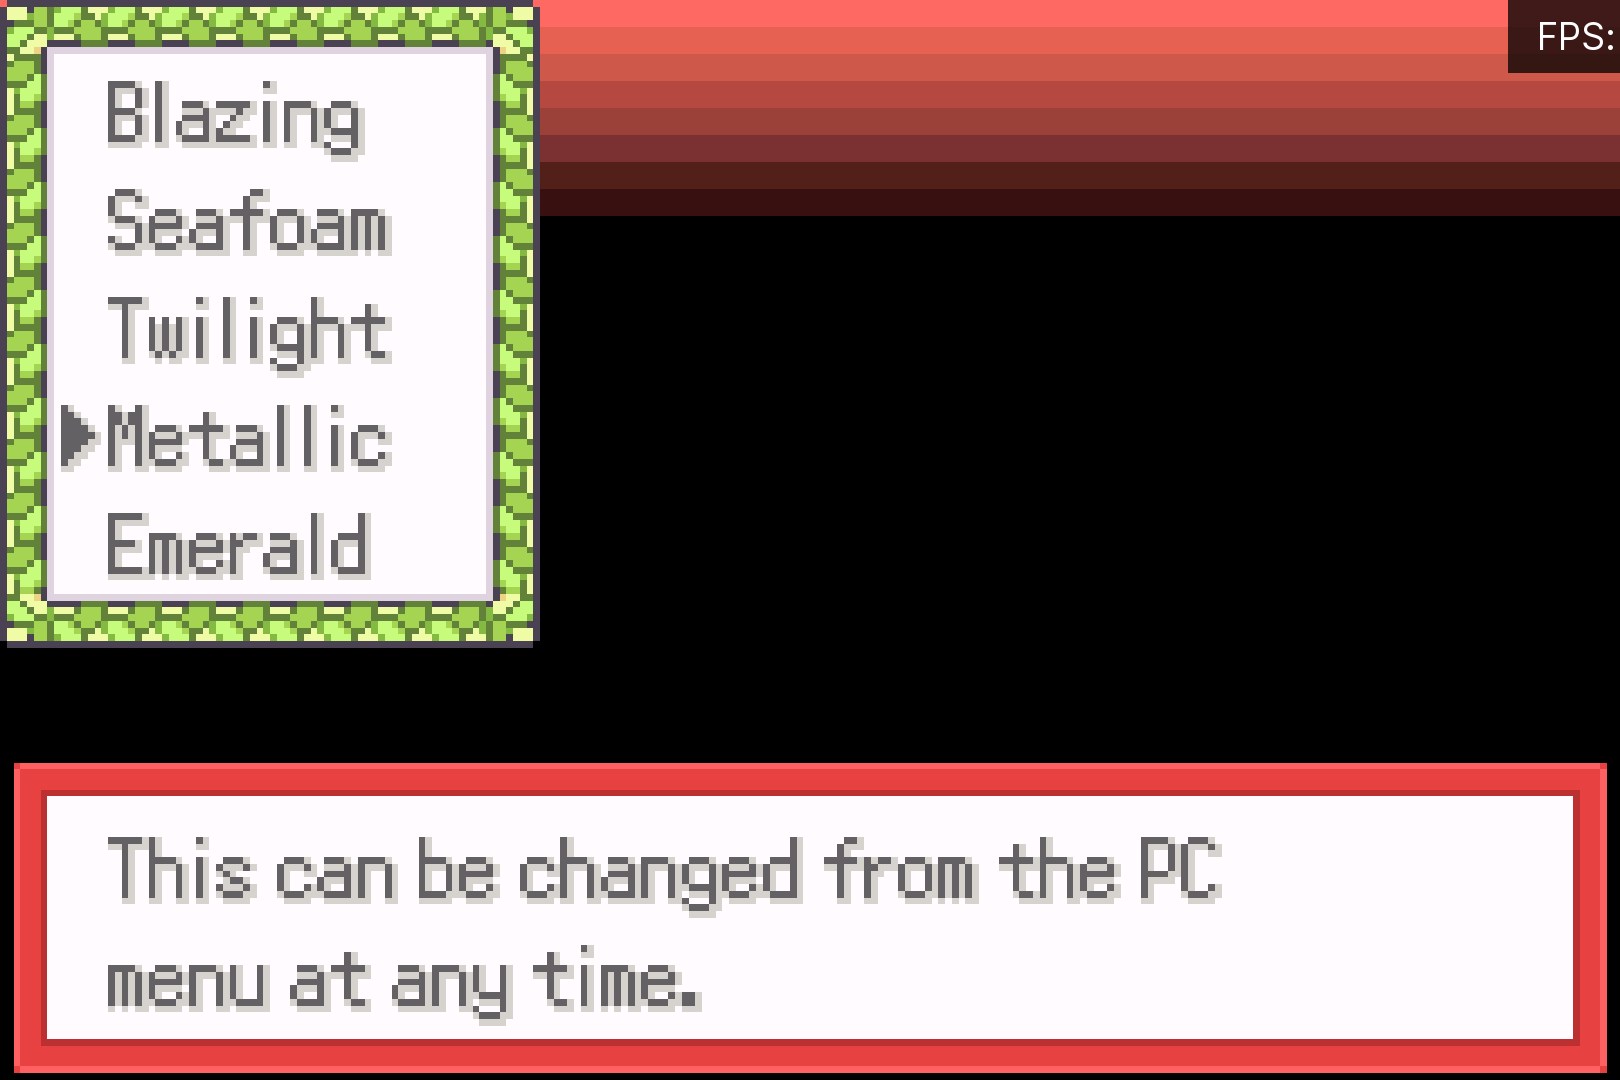 Blazing
Seafoam
Twilight
Metallic
Emerald
FPS:
This can be changed from the PC
menu at any time.